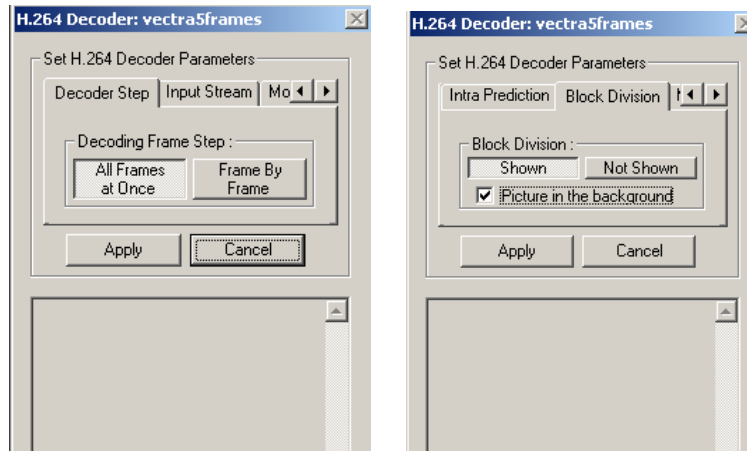 H.264 Decoder: vectra5frames
Set H.264 Decoder Parameters
Decoder Step
Input Stream
Mo
Decoding Frame Step :
All Frames
at Once
Frame By
Frame
Apply
Cancel
H.264 Decoder: vectra5frames
Set H.264 Decoder Parameters
Intra Prediction
Block Division
Block Division :
Shown
Not Shown
Picture in the background
Apply
Cancel